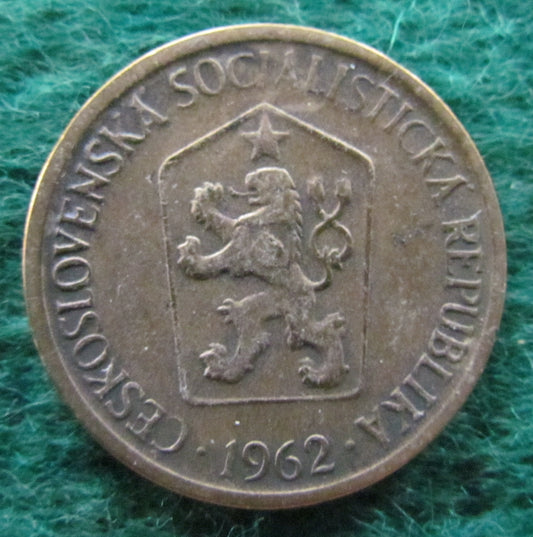 ČESKOSLOVENSKÁ SOCIALISTICKÁ REPUBLIKA
· 1962 ·